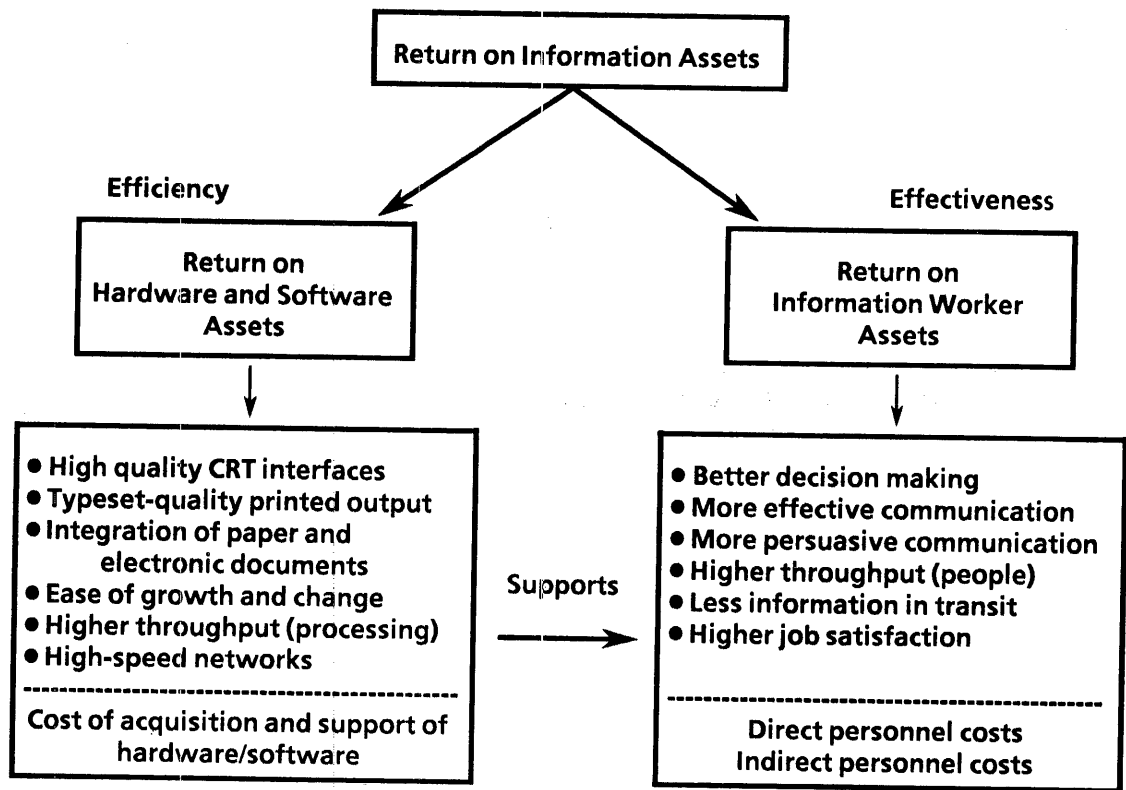 Return on Information Assets
Efficiency
Effectiveness
Return on
Hardware and Software
Assets
Return on
Information Worker
Assets
● High quality CRT interfaces
● Typeset-quality printed output
● Integration of paper and
electronic documents
● Ease of growth and change
● Higher throughput (processing)
● High-speed networks
Cost of acquisition and support of
hardware/software
Supports
● Better decision making
● More effective communication
● More persuasive communication
● Higher throughput (people)
● Less information in transit
● Higher job satisfaction
Direct personnel costs
Indirect personnel costs